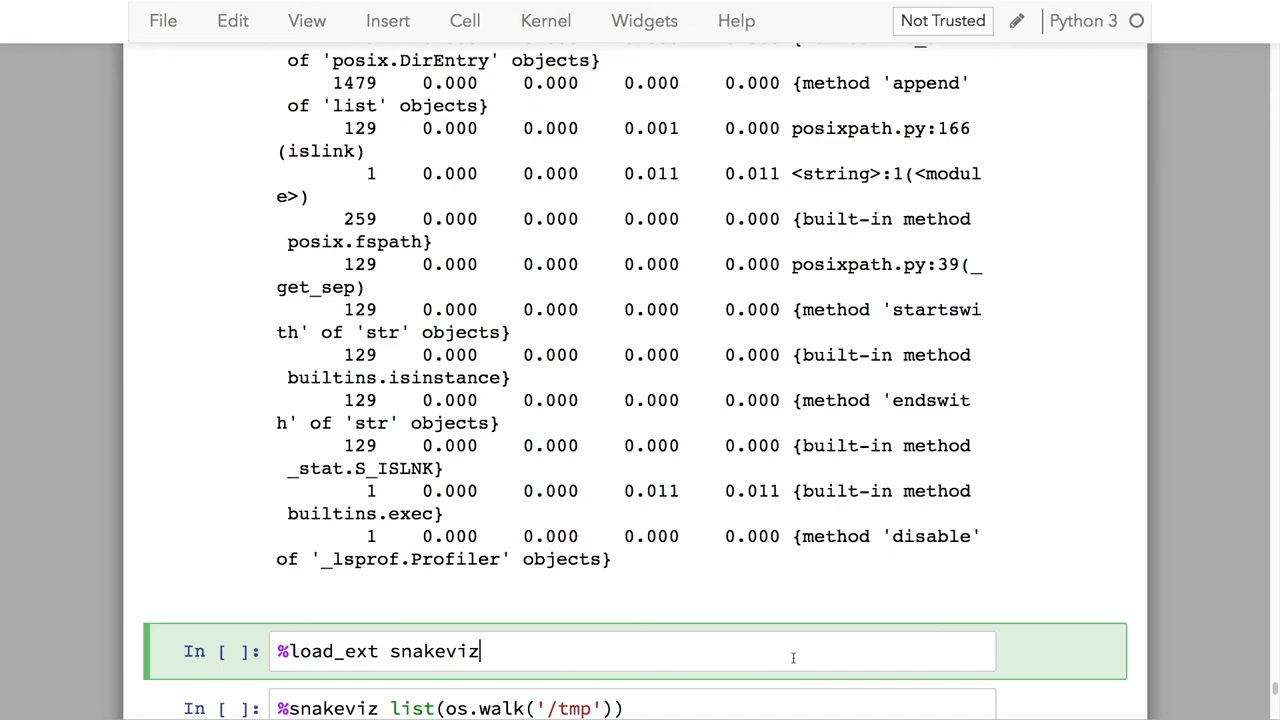 File Edit View Insert Cell Kernel Widgets Help Not Trusted Python 3
of 'posix.DirEntry' objects}
1479 0.000 0.000 0.000 0.000 {method 'append'
of 'list' objects}
129 0.000 0.000 0.001 0.000 posixpath.py:166
(islink)
1 0.000 0.000 0.011 0.011 <string>:1(<modul
e>)
259 0.000 0.000 0.000 0.000 {built-in method
posix.fspath}
129 0.000 0.000 0.000 0.000 posixpath.py:39(_
get_sep)
129 0.000 0.000 0.000 0.000 {method 'startswi
th' of 'str' objects}
129 0.000 0.000 0.000 0.000 {built-in method
builtins.isinstance}
129 0.000 0.000 0.000 0.000 {method 'endswit
h' of 'str' objects}
129 0.000 0.000 0.000 0.000 {built-in method
_stat.S_ISLNK}
1 0.000 0.000 0.011 0.011 {built-in method
builtins.exec}
1 0.000 0.000 0.000 0.000 {method 'disable'
of '_lsprof.Profiler' objects}
In [ ]: %load_ext snakeviz
In [ ]: %snakeviz list(os.walk('/tmp'))